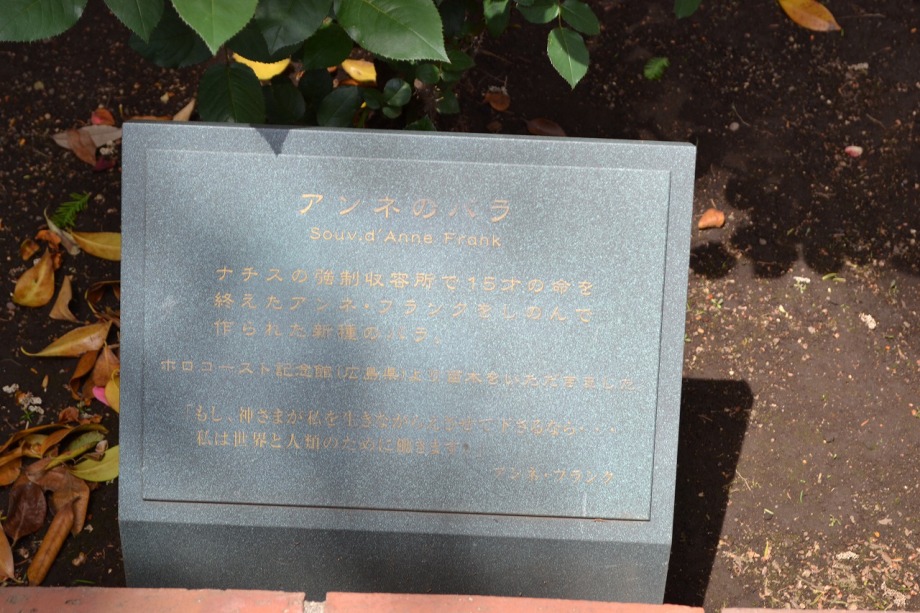 アンネのバラ
Souv.d'Anne Frank
ナチスの強制収容所で15才の命を
終えたアンネ・フランクをしのんで
作られた新種のバラ。
ホロコースト記念館(広島県)より苗木をいただきました
「もし、神さまが私を生きながらえさせて下さるなら・・・
私は世界と人類のために働きます」
アンネ・フランク